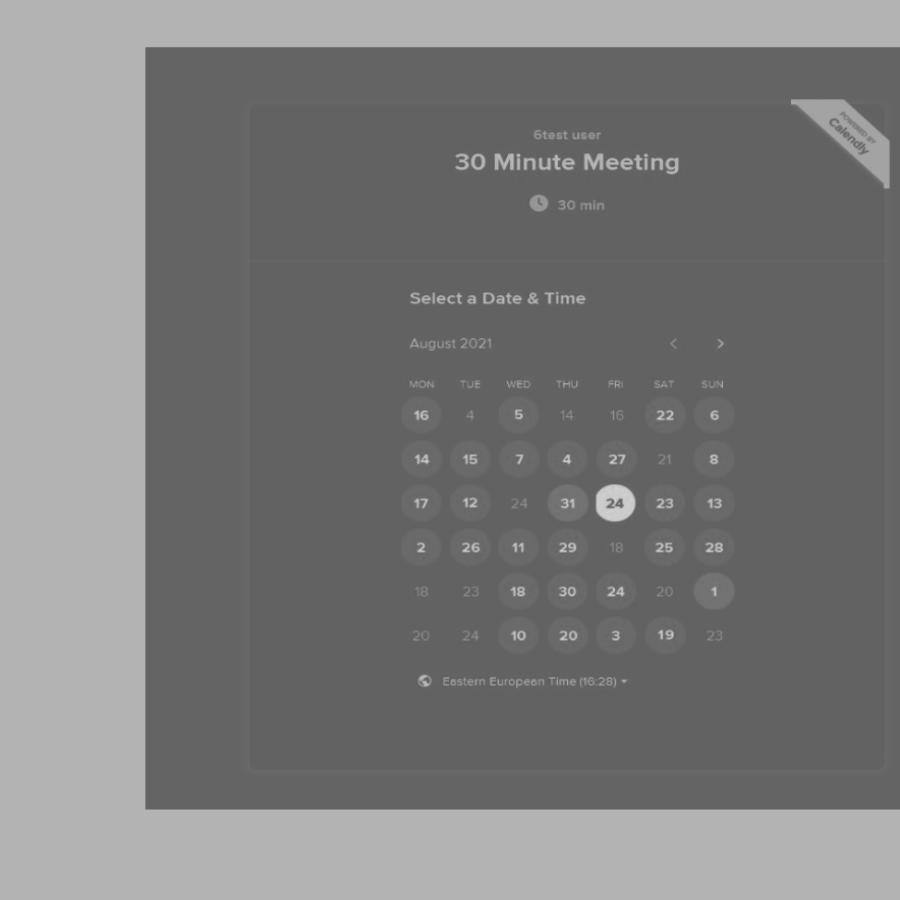 POWERED BY
Calendly
6test user
30 Minute Meeting
30 min
Select a Date & Time
August 2021
MON TUE WED THU FRI SAT SUN
16 4 5 14 16 22 6
14 15 7 4 27 21 8
17 12 24 31 24 23 13
2 26 11 29 18 25 28
18 23 18 30 24 20 1
20 24 10 20 3 19 23
Eastern European Time (16:28)